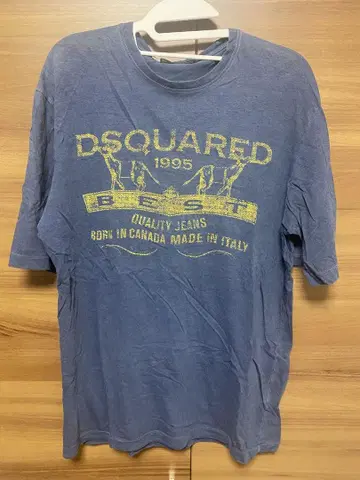 DSQUARED
1995
BEST
QUALITY JEANS
BORN IN CANADA MADE IN ITALY